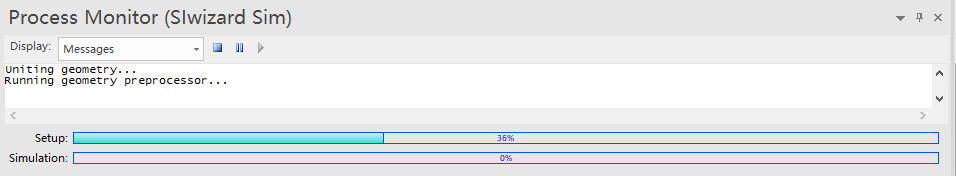 Process Monitor (SIwizard Sim)
Display: Messages
Uniting geometry...
Running geometry preprocessor...
Setup: 36%
Simulation: 0%